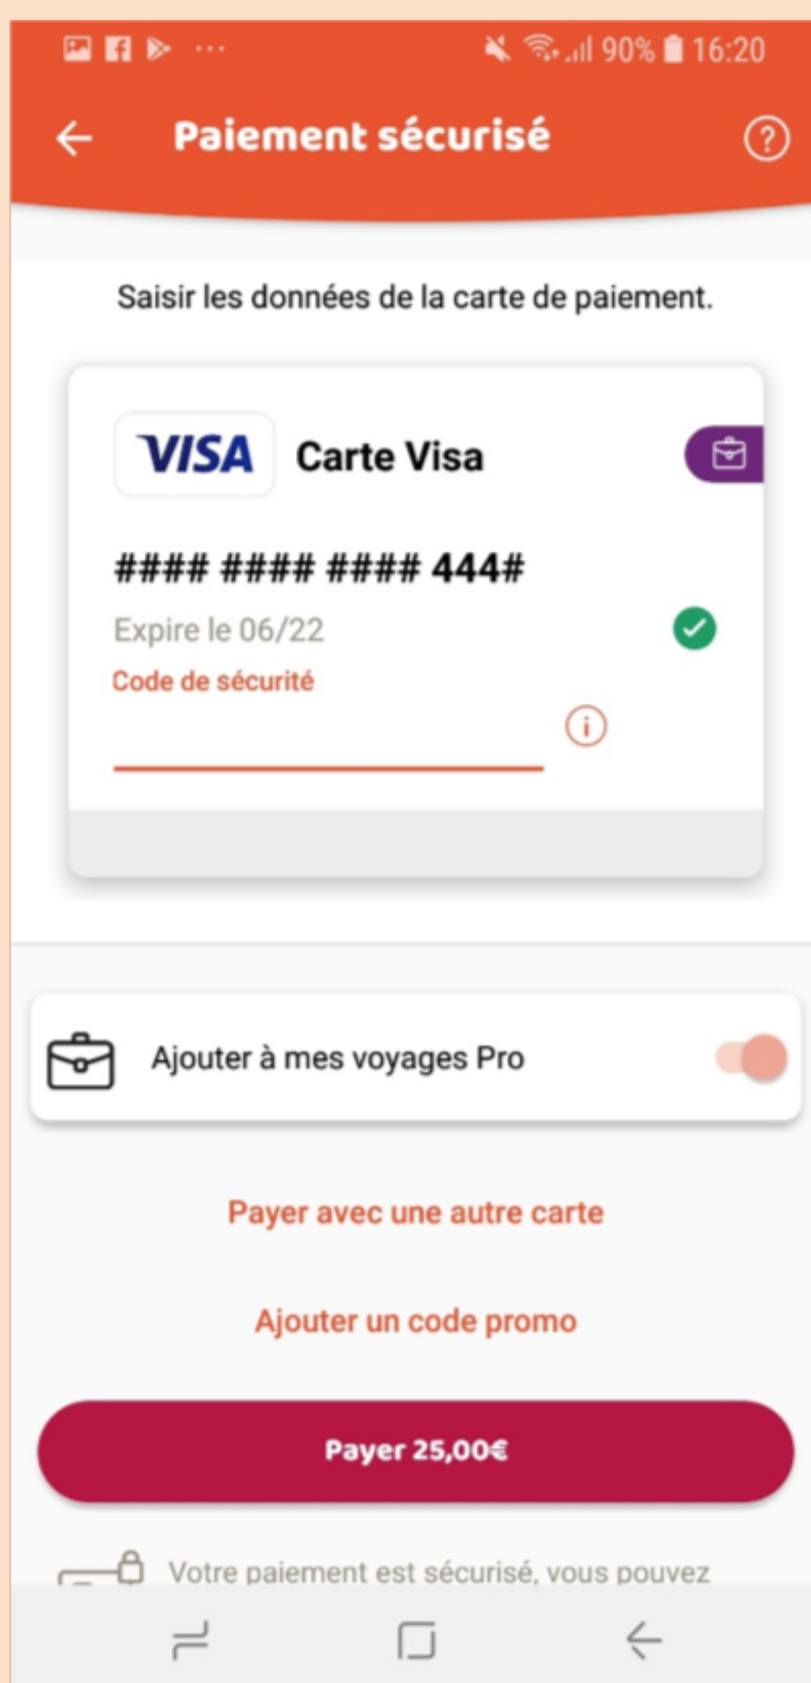 90% 16:20
Paiement sécurisé
Saisir les données de la carte de paiement.
VISA Carte Visa
#### #### #### 444#
Expire le 06/22
Code de sécurité
Ajouter à mes voyages Pro
Payer avec une autre carte
Ajouter un code promo
Payer 25,00€
Votre paiement est sécurisé, vous pouvez